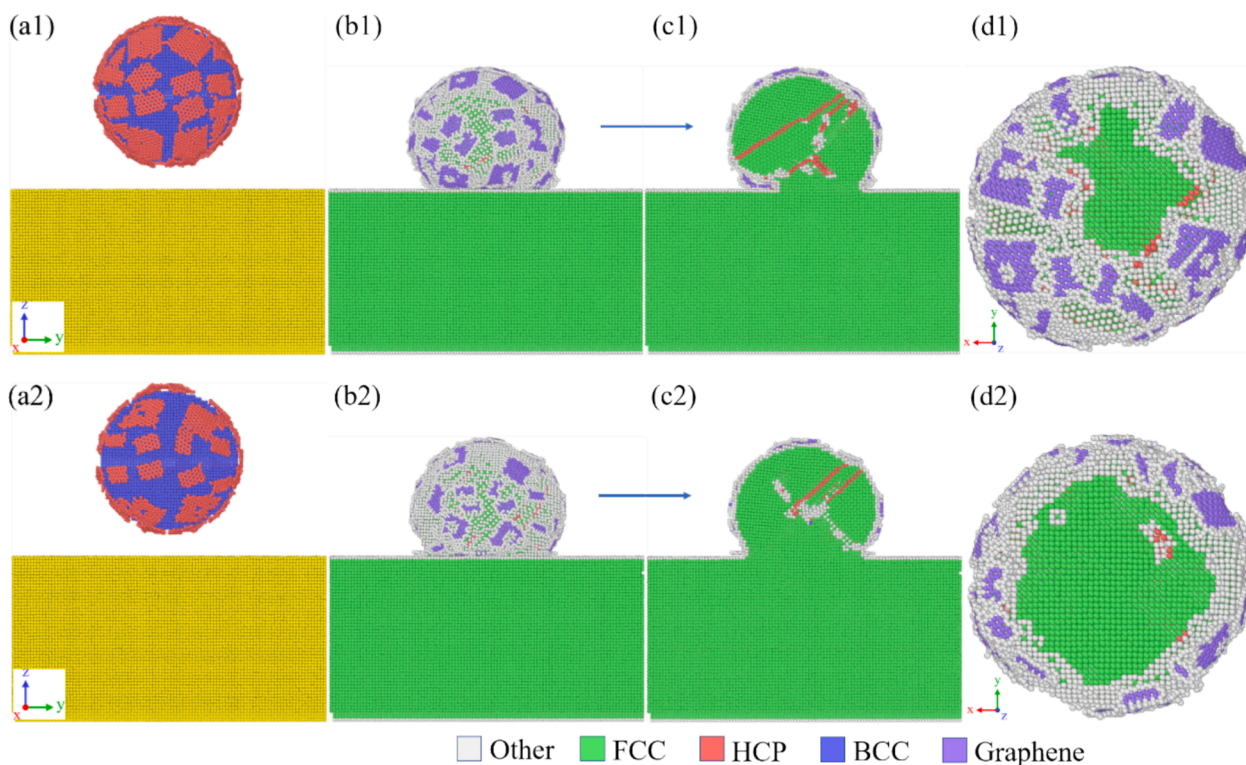 (a1) (b1) (c1) (d1)
z
x y
y
x z
(a2) (b2) (c2) (d2)
z
x y
y
x z
Other FCC HCP BCC Graphene